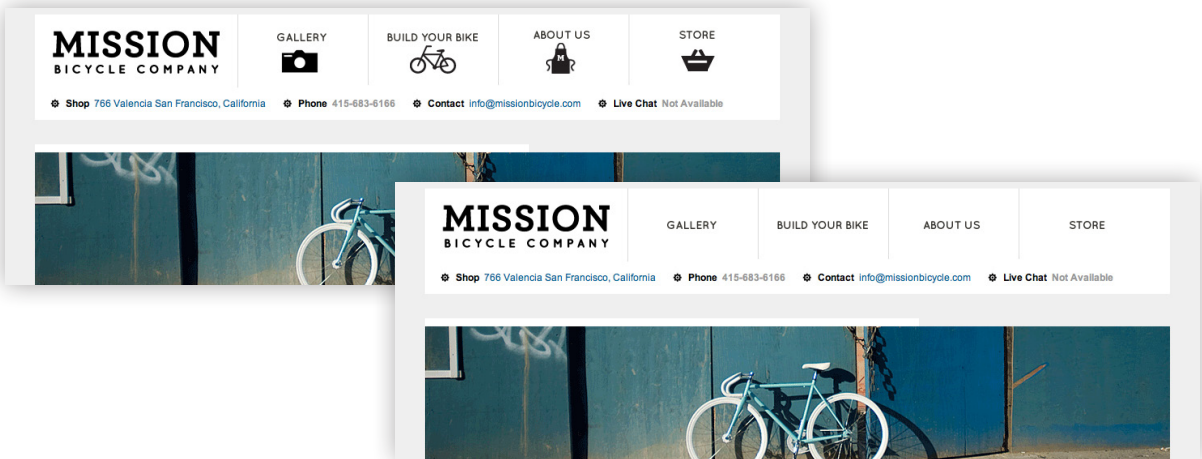 MISSION
BICYCLE COMPANY
GALLERY
BUILD YOUR BIKE
ABOUT US
M
STORE
Shop 766 Valencia San Francisco, California Phone 415-683-6166 Contact info@missionbicycle.com Live Chat Not Available
MISSION
BICYCLE COMPANY
GALLERY
BUILD YOUR BIKE
ABOUT US
STORE
Shop 766 Valencia San Francisco, California Phone 415-683-6166 Contact info@missionbicycle.com Live Chat Not Available